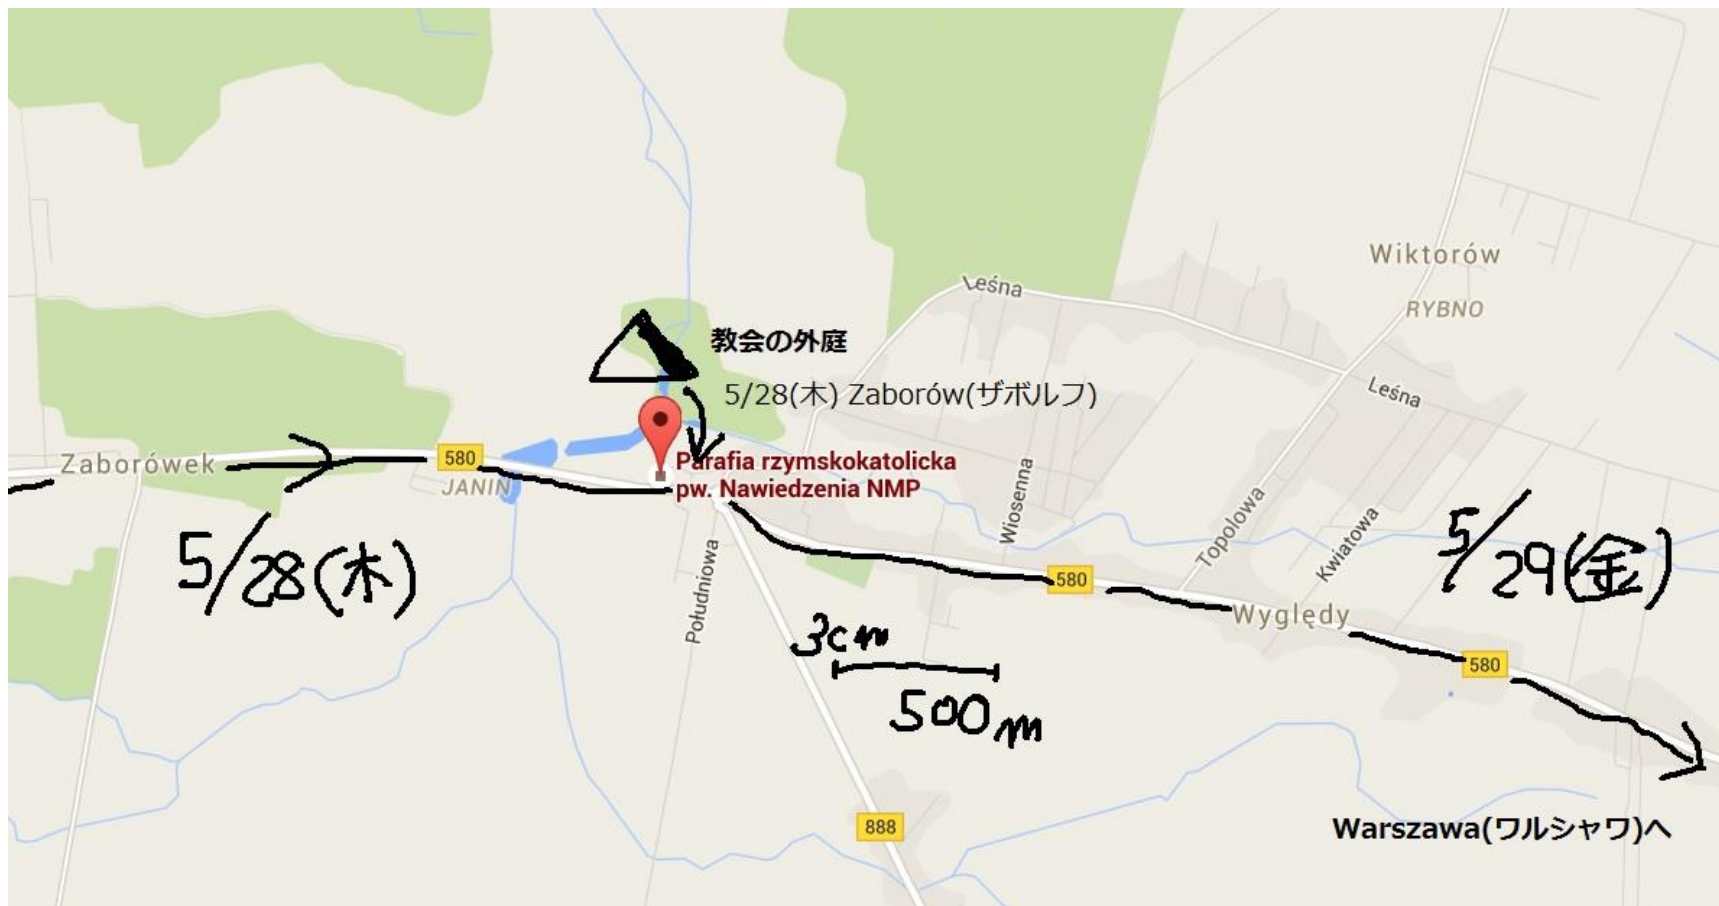 Wiktorów
RYBNO
Leśna
教会の外庭
5/28(木) Zaborów(ザボルフ)
Leśna
Zaborówek
580
JANIN
Parafia rzymskokatolicka
pw. Nawiedzenia NMP
Wiosenna
Topolowa
Kwiatowa
5/28(木)
5/29(金)
Południowa
580
Wyględy
3cm
500m
580
888
Warszawa(ワルシャワ)へ